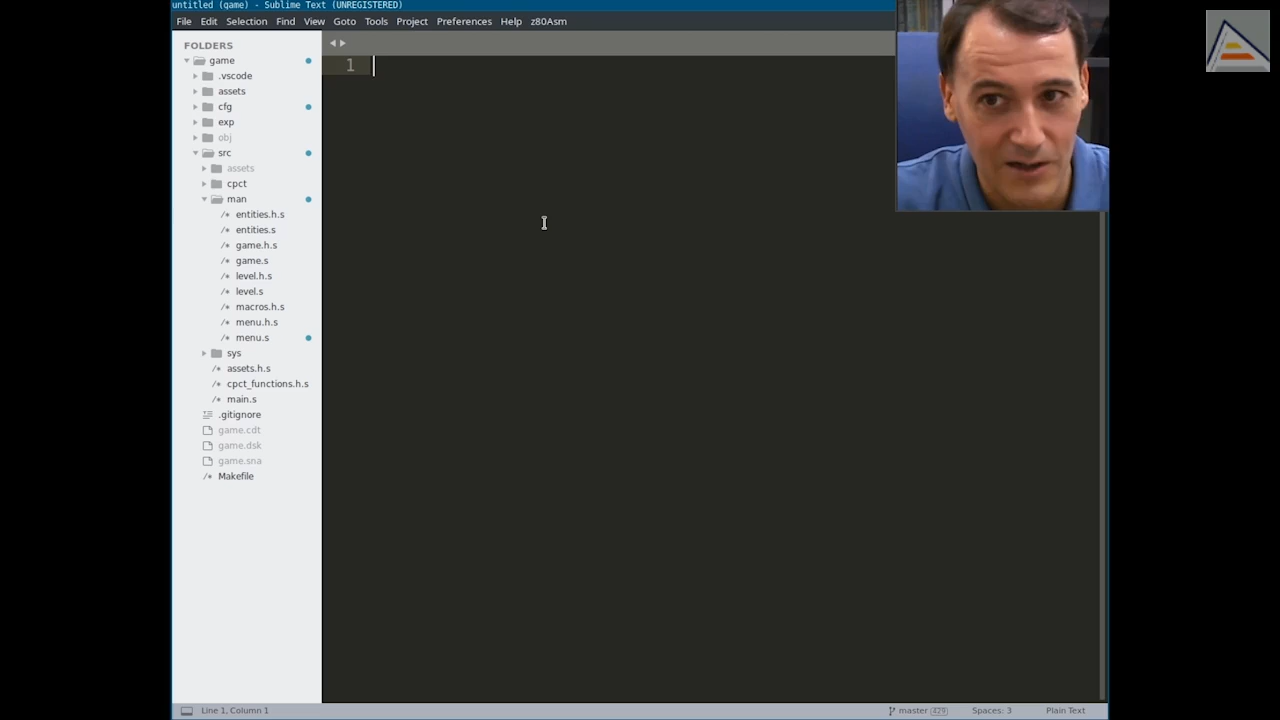 untitled (game) - Sublime Text (UNREGISTERED)
File Edit Selection Find View Goto Tools Project Preferences Help z80Asm
FOLDERS
game
.vscode
assets
cfg
exp
obj
src
assets
cpct
man
/* entities.h.s
/* entities.s
/* game.h.s
/* game.s
/* level.h.s
/* level.s
/* macros.h.s
/* menu.h.s
/* menu.s
sys
/* assets.h.s
/* cpct_functions.h.s
/* main.s
.gitignore
game.cdt
game.dsk
game.sna
/* Makefile
1
Line 1, Column 1
master 429
Spaces: 3
Plain Text